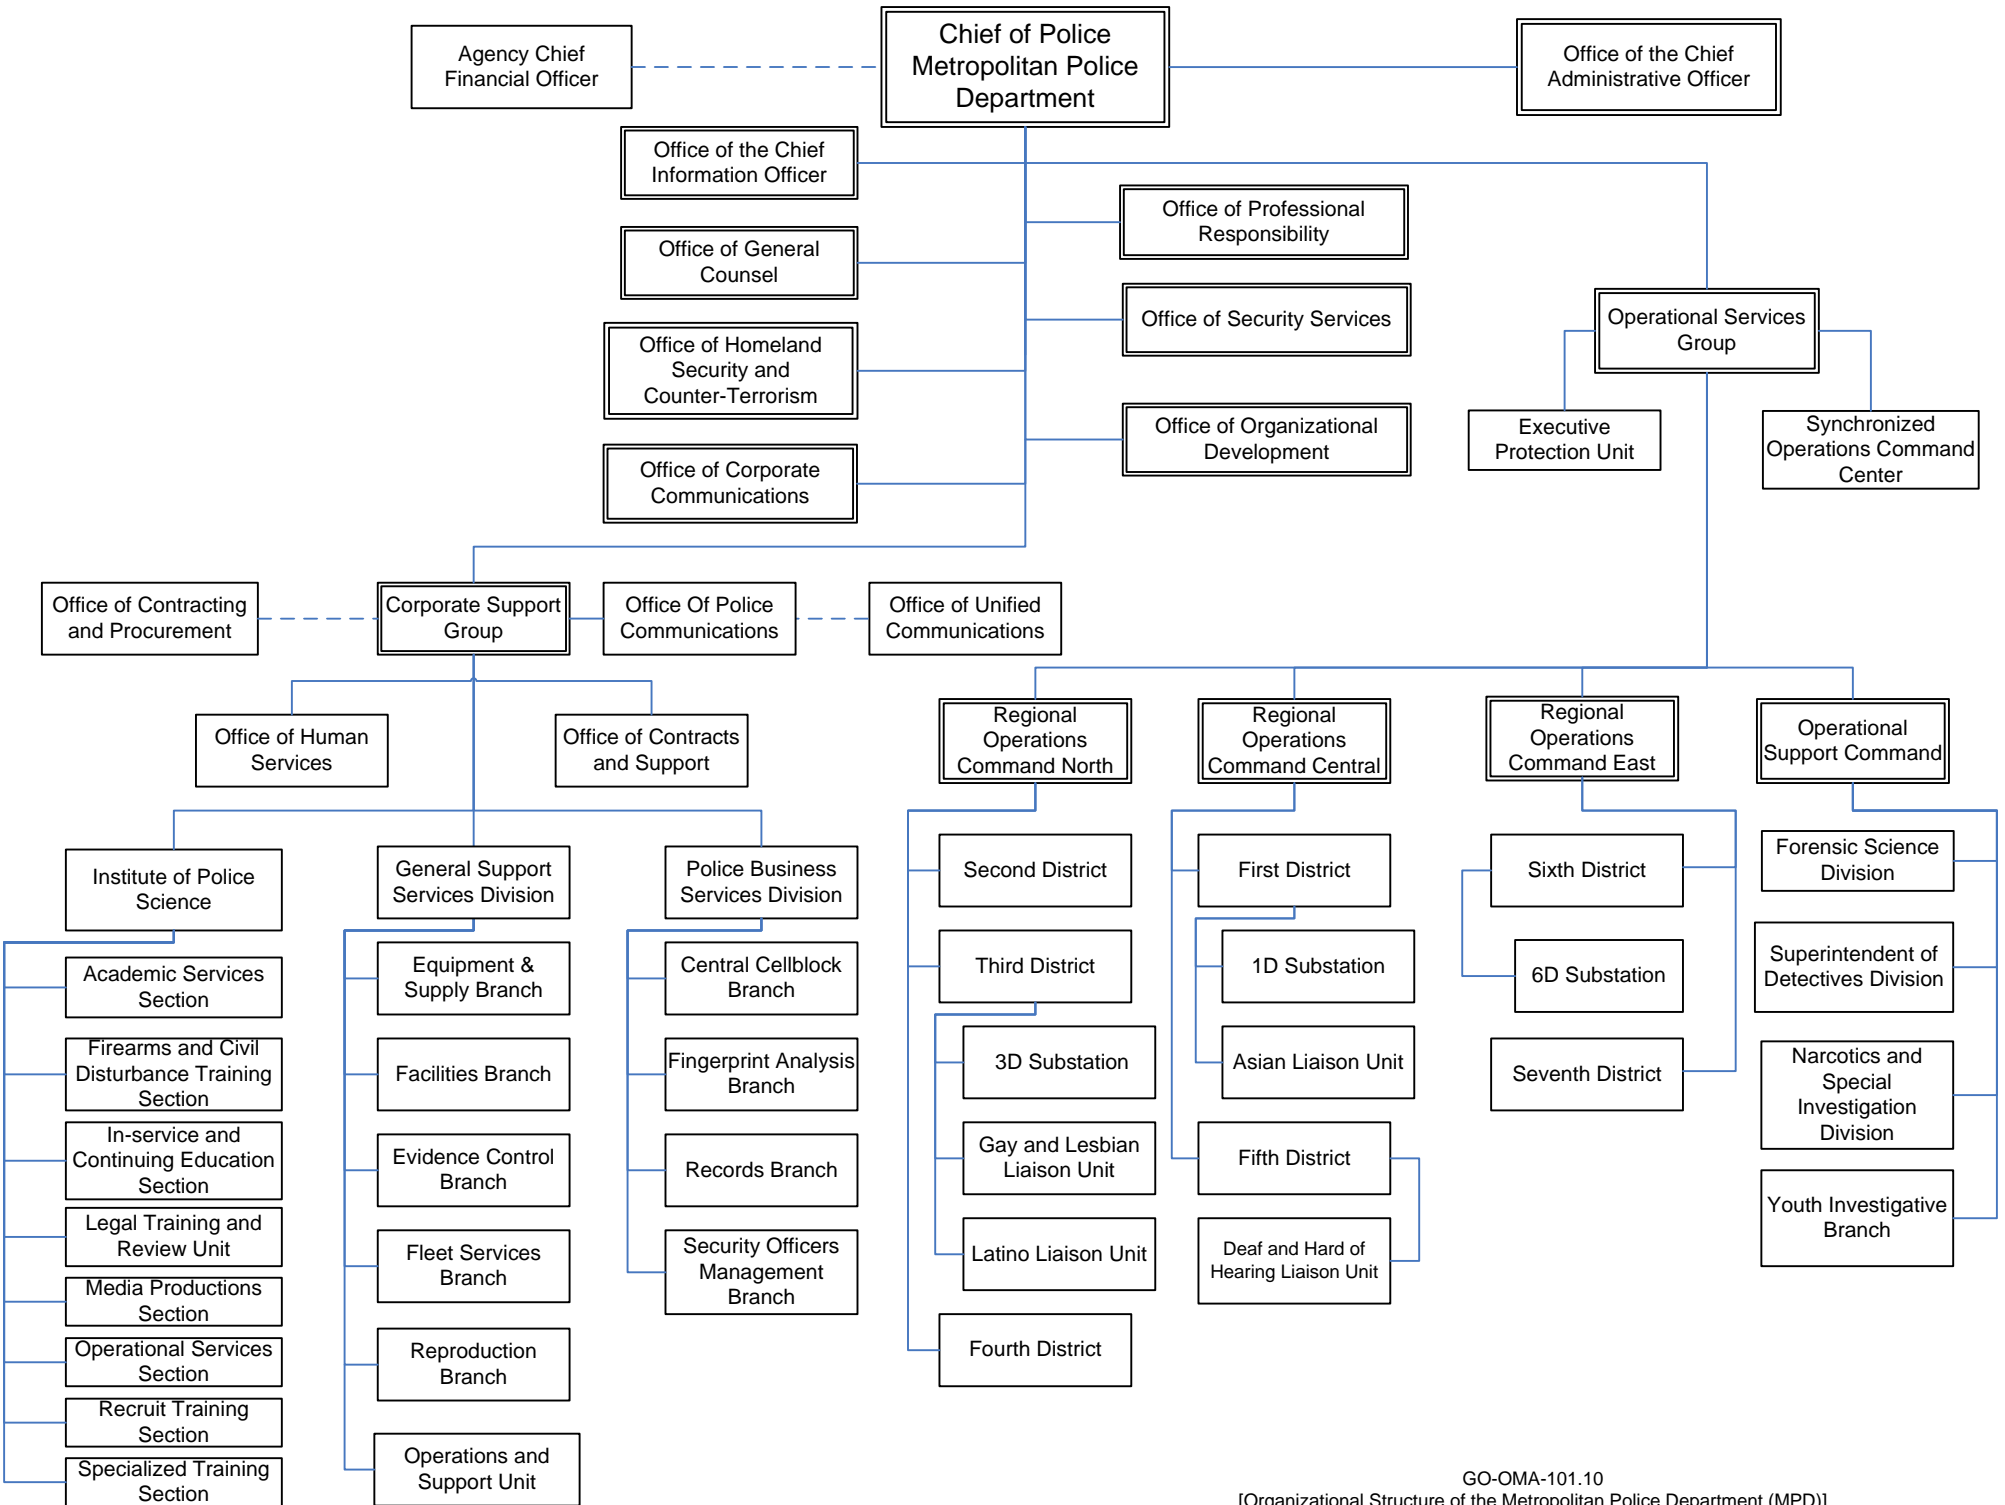 Chief of Police
Metropolitan Police
Department
Agency Chief
Financial Officer
Office of the Chief
Administrative Officer
Office of the Chief
Information Officer
Office of Professional
Responsibility
Office of General
Counsel
Office of Security Services
Operational Services
Group
Office of Homeland
Security and
Counter-Terrorism
Office of Organizational
Development
Executive
Protection Unit
Synchronized
Operations Command
Center
Office of Corporate
Communications
Office of Contracting
and Procurement
Corporate Support
Group
Office Of Police
Communications
Office of Unified
Communications
Office of Human
Services
Office of Contracts
and Support
Regional
Operations
Command North
Regional
Operations
Command Central
Regional
Operations
Command East
Operational
Support Command
Institute of Police
Science
Academic Services
Section
Firearms and Civil
Disturbance Training
Section
In-service and
Continuing Education
Section
Legal Training and
Review Unit
Media Productions
Section
Operational Services
Section
Recruit Training
Section
Specialized Training
Section
General Support
Services Division
Equipment &
Supply Branch
Facilities Branch
Evidence Control
Branch
Fleet Services
Branch
Reproduction
Branch
Operations and
Support Unit
Police Business
Services Division
Central Cellblock
Branch
Fingerprint Analysis
Branch
Records Branch
Security Officers
Management
Branch
Second District
Third District
3D Substation
Gay and Lesbian
Liaison Unit
Latino Liaison Unit
Fourth District
First District
1D Substation
Asian Liaison Unit
Fifth District
Deaf and Hard of
Hearing Liaison Unit
Sixth District
6D Substation
Seventh District
Forensic Science
Division
Superintendent of
Detectives Division
Narcotics and
Special
Investigation
Division
Youth Investigative
Branch
GO-OMA-101.10
[Organizational Structure of the Metropolitan Police Department (MPD)]